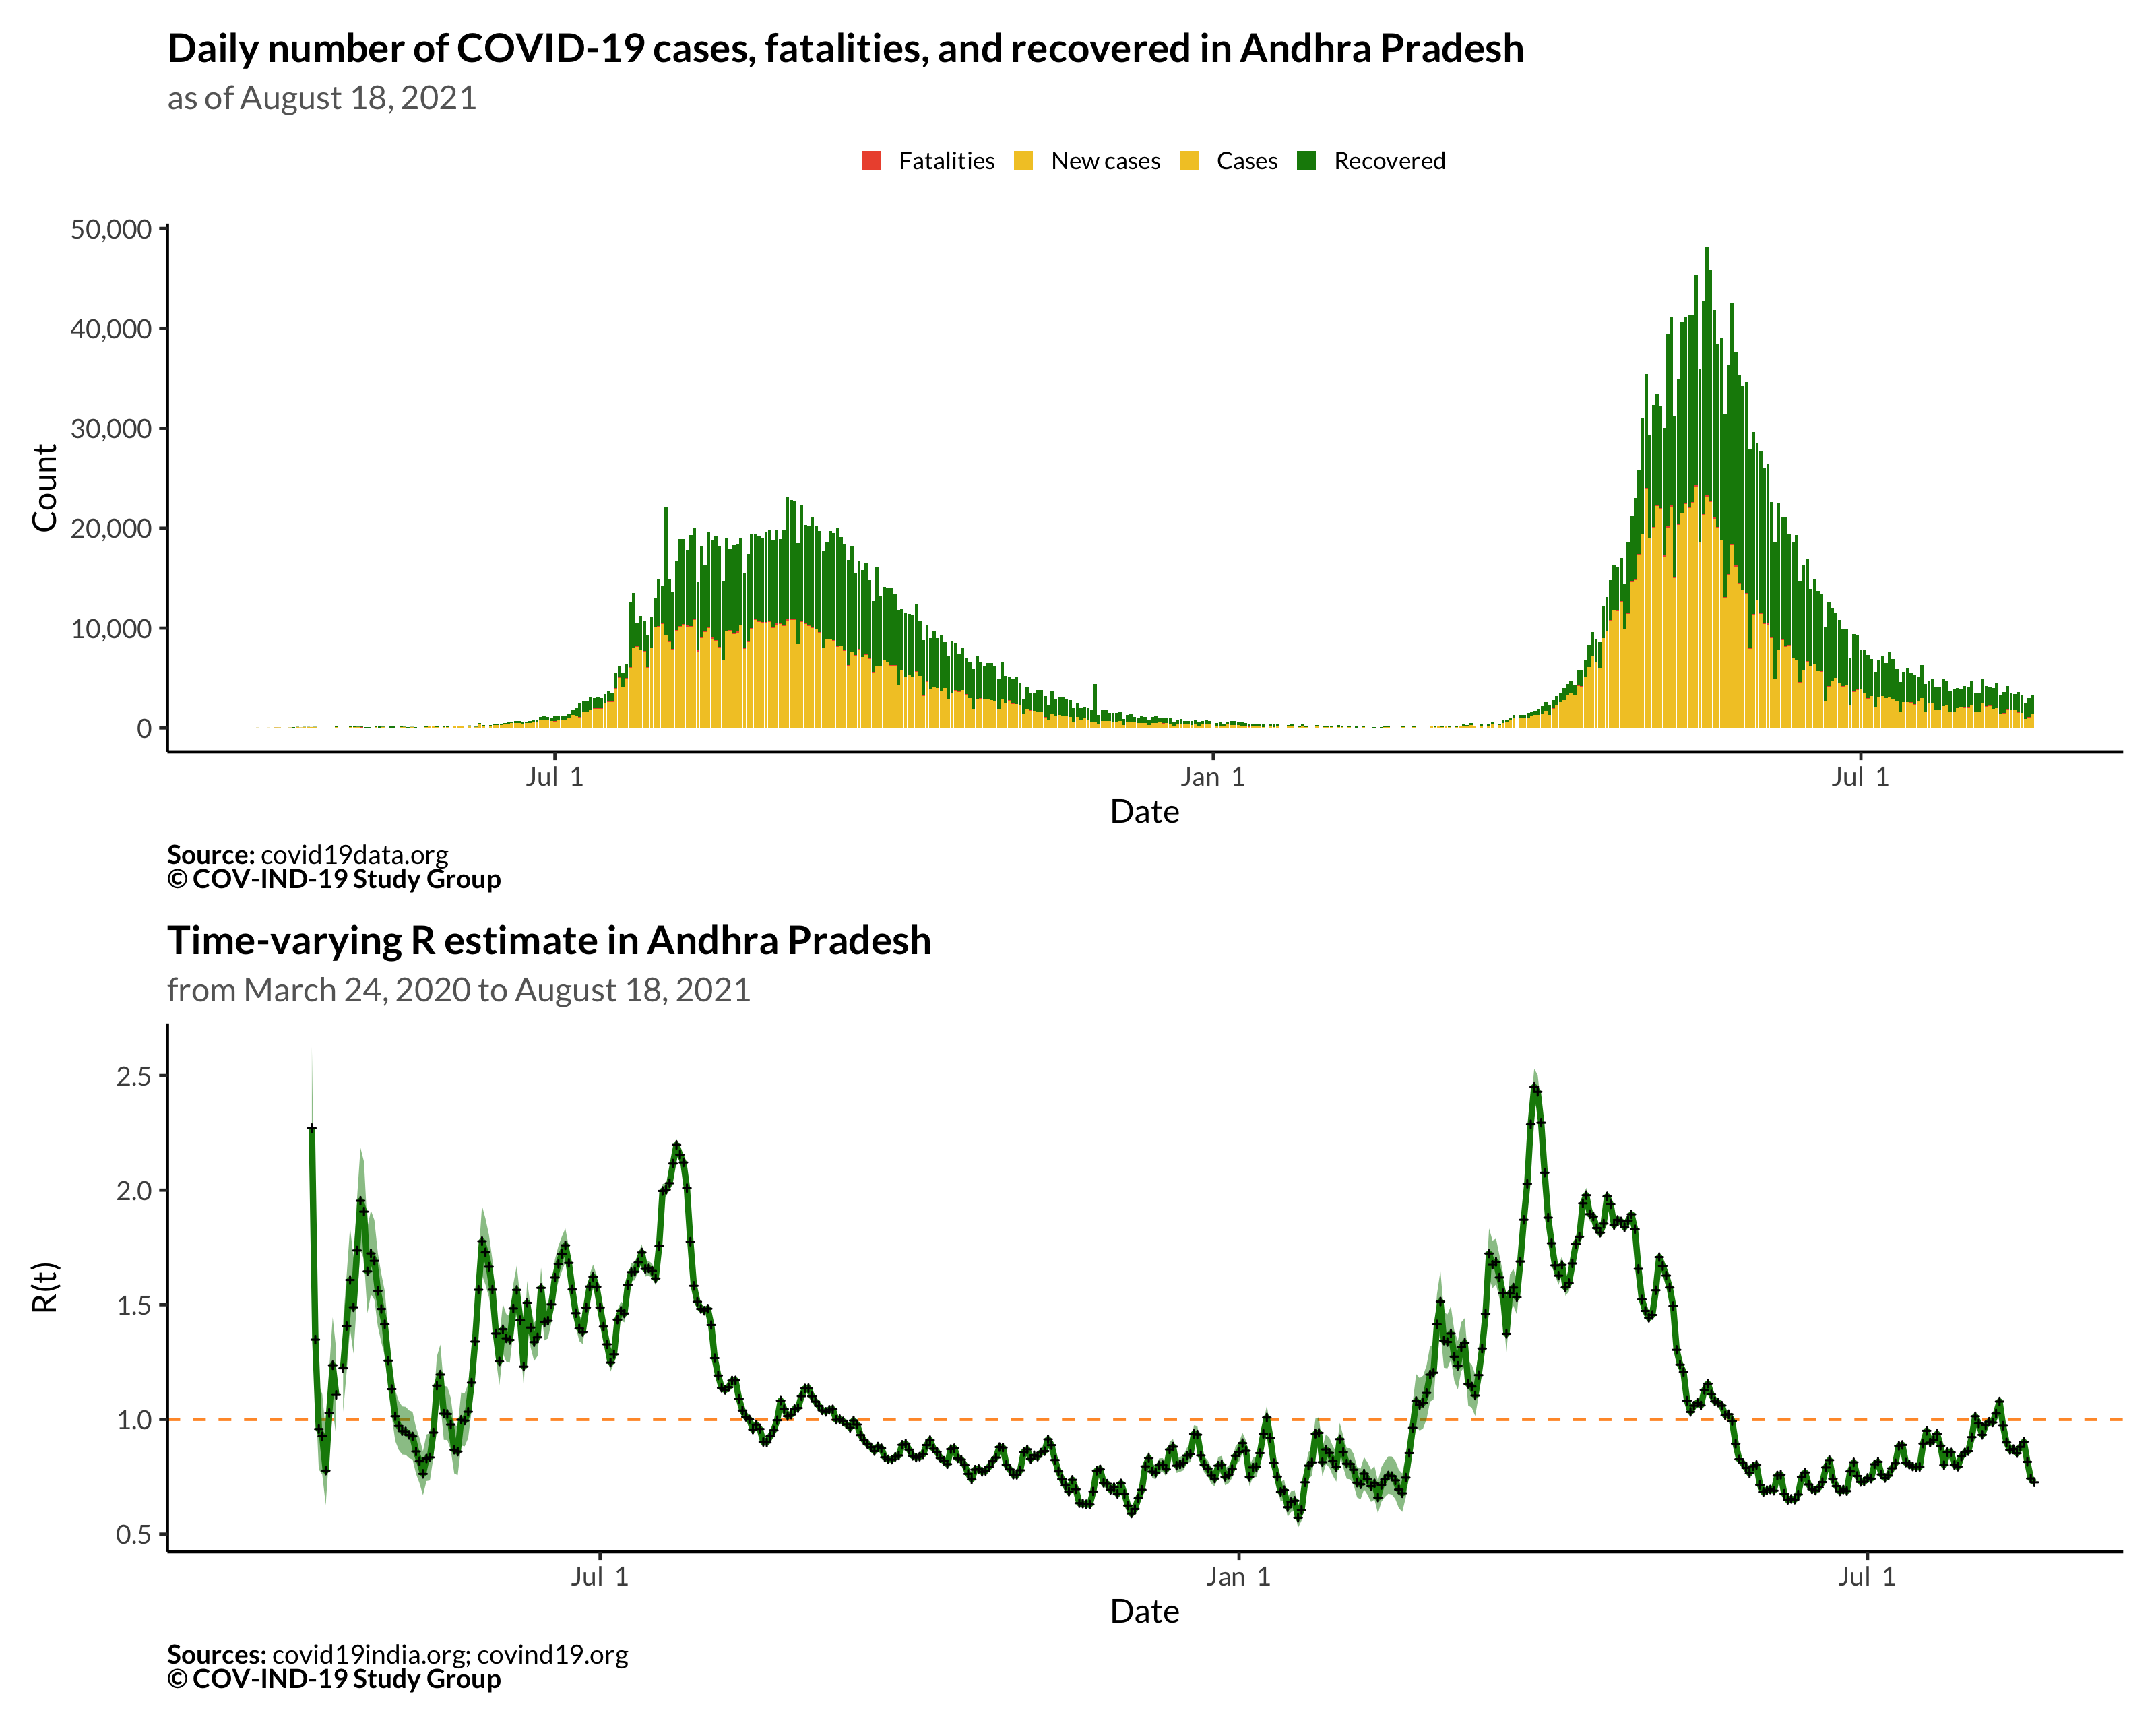 Daily number of COVID-19 cases, fatalities, and recovered in Andhra Pradesh
as of August 18, 2021
Fatalities New cases Cases Recovered
50,000
40,000
30,000
20,000
10,000
0
Count
Jul 1 Jan 1 Jul 1
Date
Source: covid19data.org
© COV-IND-19 Study Group
Time-varying R estimate in Andhra Pradesh
from March 24, 2020 to August 18, 2021
2.5
2.0
1.5
1.0
0.5
R(t)
Jul 1 Jan 1 Jul 1
Date
Sources: covid19india.org; covind19.org
© COV-IND-19 Study Group